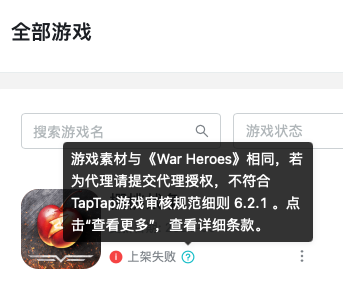 全部游戏
搜索游戏名
游戏状态
游戏素材与《War Heroes》相同，若
为代理请提交代理授权，不符合
TapTap游戏审核规范细则 6.2.1 。点
击“查看更多”，查看详细条款。
上架失败